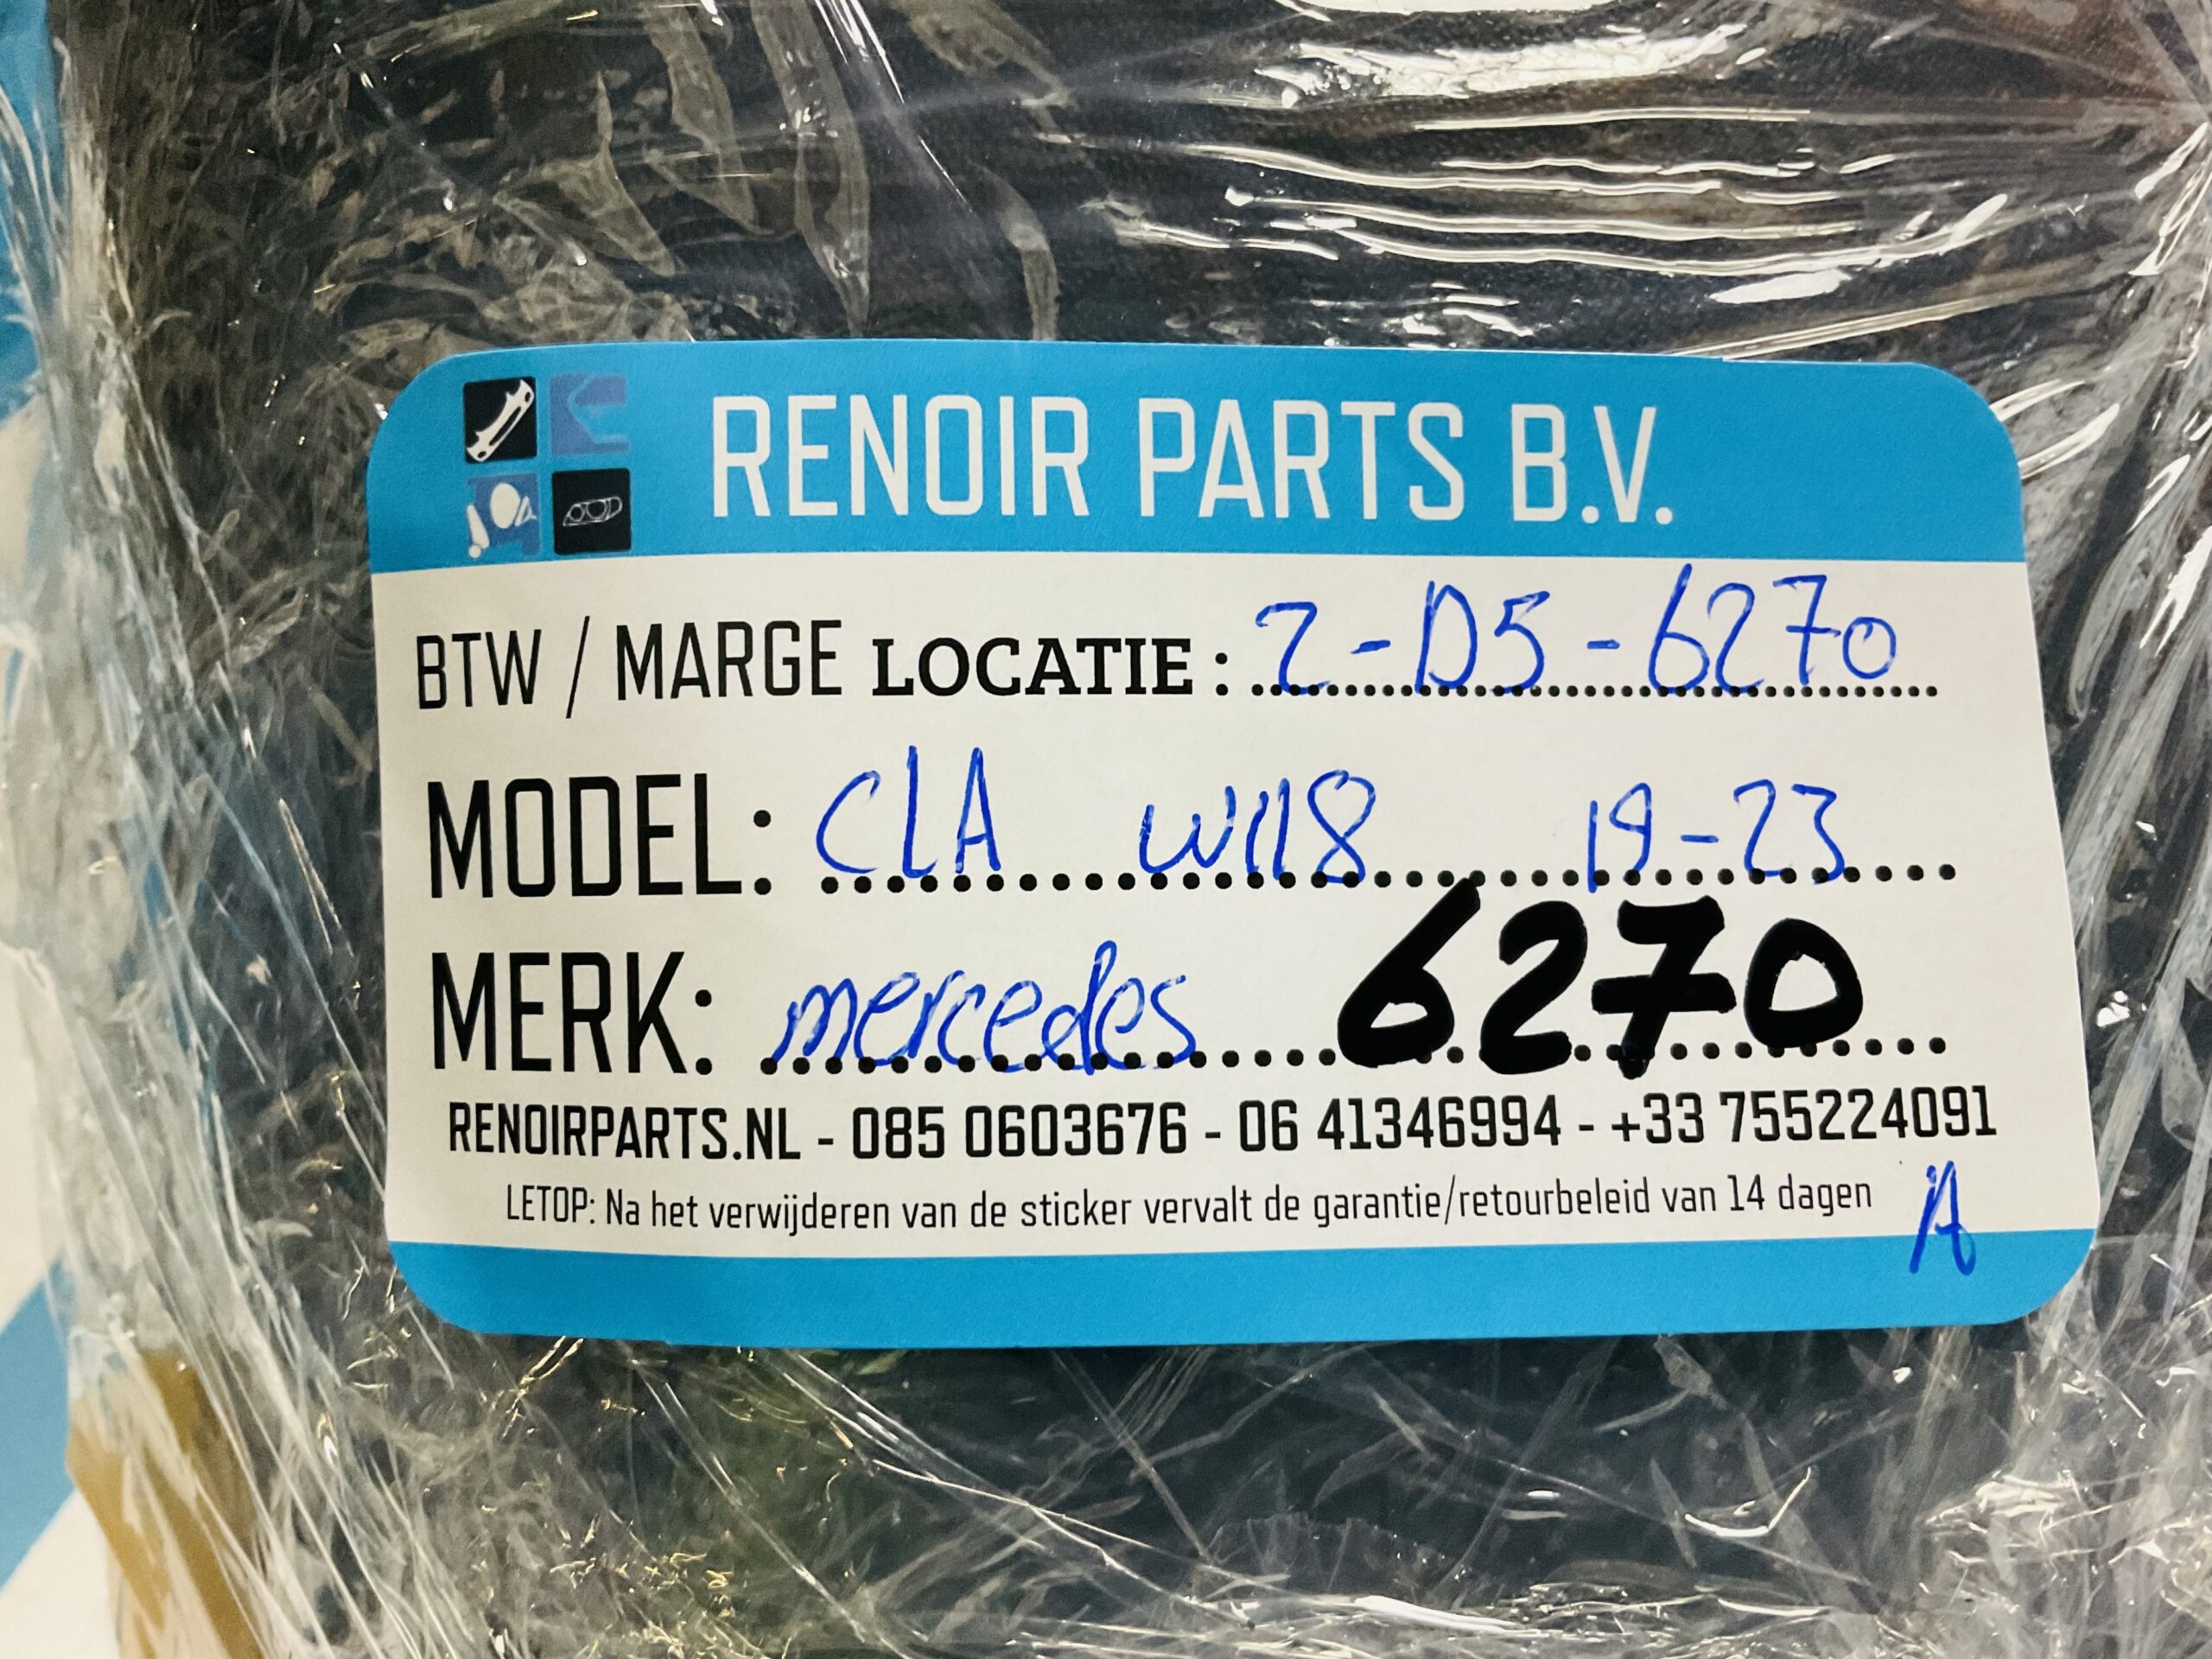 RENOIR PARTS B.V.
BTW / MARGE LOCATIE : 2-D5-6270
MODEL: CLA W118 19-23
MERK: mercedes 6270
RENOIRPARTS.NL - 085 0603676 - 06 41346994 - +33 755224091
LETOP: Na het verwijderen van de sticker vervalt de garantie/retourbeleid van 14 dagen
A